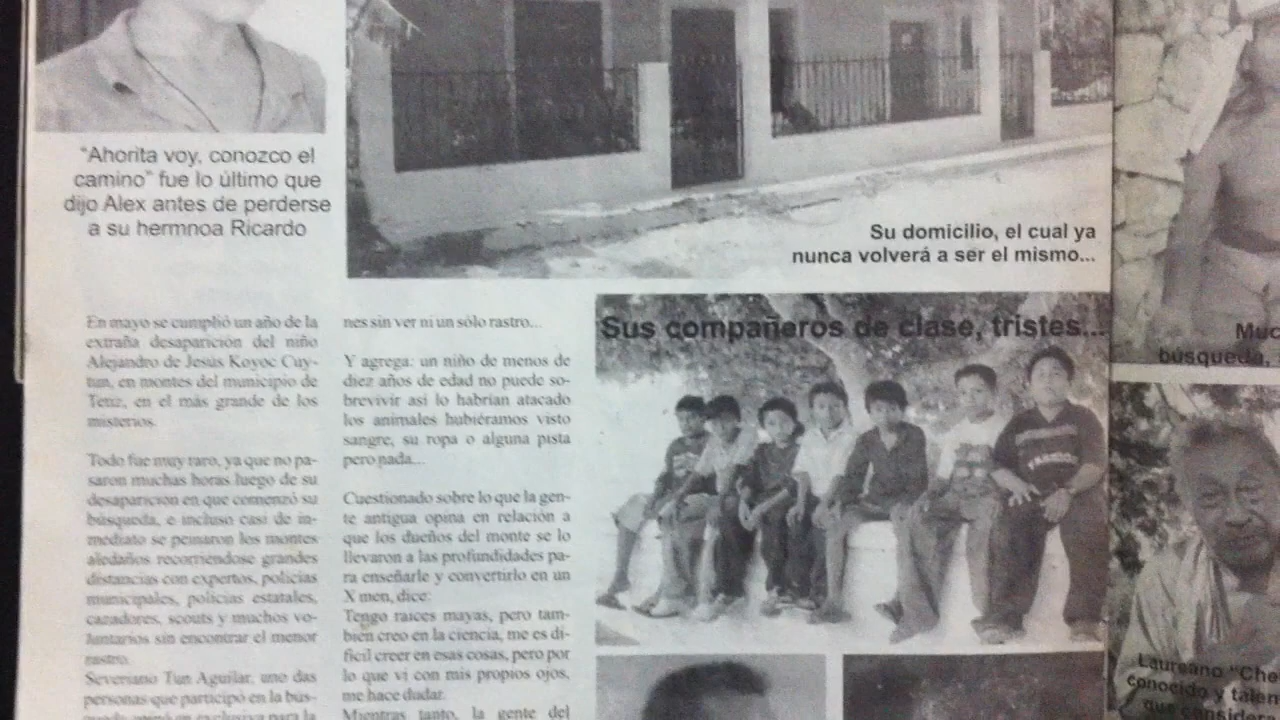 "Ahorita voy, conozco el
camino" fue lo último que
dijo Alex antes de perderse
a su hermnoa Ricardo
Su domicilio, el cual ya
nunca volverá a ser el mismo...
En mayo se cumplió un año de la
extraña desaparición del niño
Alejandro de Jesús Koyoc Cuy-
tun, en montes del municipio de
Tetiz, en el más grande de los
misterios.
Todo fue muy raro, ya que no pa-
saron muchas horas luego de su
desaparición en que comenzó su
búsqueda, e incluso casi de in-
mediato se peinaron los montes
aledaños recorriéndose grandes
distancias con expertos, policías
municipales, policías estatales,
cazadores, scouts y muchos vo-
luntarios sin encontrar el menor
rastro.
Severiano Tun Aguilar, uno das
personas que participó en la bús-
queda opinó en exclusiva para la
nes sin ver ni un sólo rastro...
Y agrega: un niño de menos de
diez años de edad no puede so-
brevivir así lo habrían atacado
los animales hubiéramos visto
sangre, su ropa o alguna pista
pero nada...
Cuestionado sobre lo que la gen-
te antigua opina en relación a
que los dueños del monte se lo
llevaron a las profundidades pa-
ra enseñarle y convertirlo en un
X men, dice:
Tengo raíces mayas, pero tam-
bién creo en la ciencia, me es di-
fícil creer en esas cosas, pero por
lo que vi con mis propios ojos,
me hace dudar.
Mientras tanto, la gente del
Sus compañeros de clase, tristes...
búsqueda,
Laureano "Che
conocido y talen
que consider